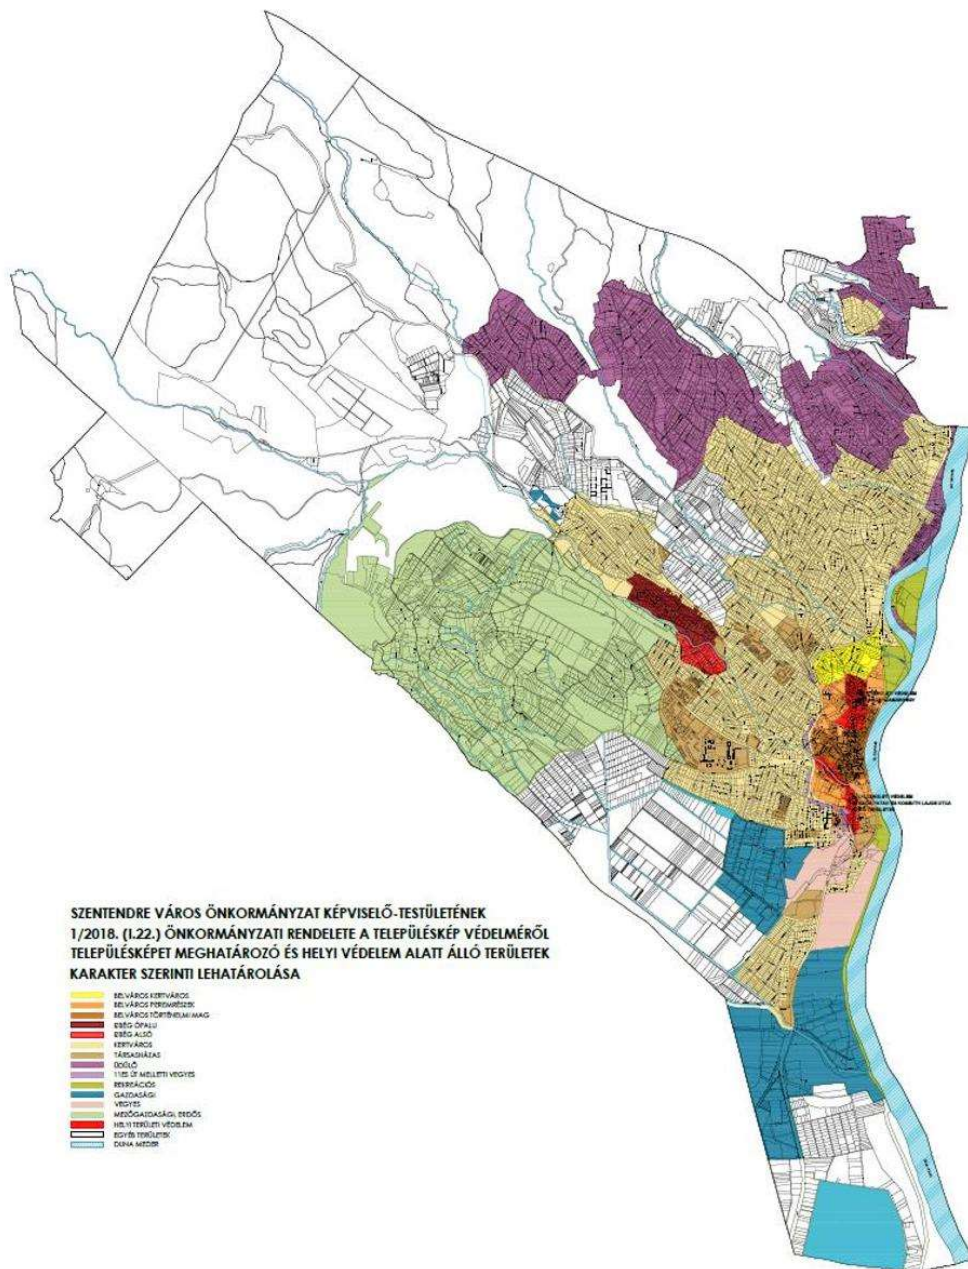 SZENTENDRE VÁROS ÖNKORMÁNYZAT KÉPVISELŐ-TESTÜLETÉNEK
1/2018. (I.22.) ÖNKORMÁNYZATI RENDELETE A TELEPÜLÉSKÉP VÉDELMÉRŐL
TELEPÜLÉSKÉPET MEGHATÁROZÓ ÉS HELYI VÉDELEM ALATT ÁLLÓ TERÜLETEK
KARAKTER SZERINTI LEHATÁROLÁSA
BELVÁROS KERTVÁROS
BELVÁROS PEREMRÉSZEK
BELVÁROS TÖRTÉNELMI MAG
IZBÉG ÓFALU
IZBÉG ALSÓ
KERTVÁROS
TÁRSASHÁZAS
ÜDÜLŐ
11ES ÚT MELLETTI VEGYES
REKREÁCIÓS
GAZDASÁGI
VEGYES
MEZŐGAZDASÁGI, ERDŐS
HELYI TERÜLETI VÉDELEM
EGYÉB TERÜLETEK
DUNA MEDER